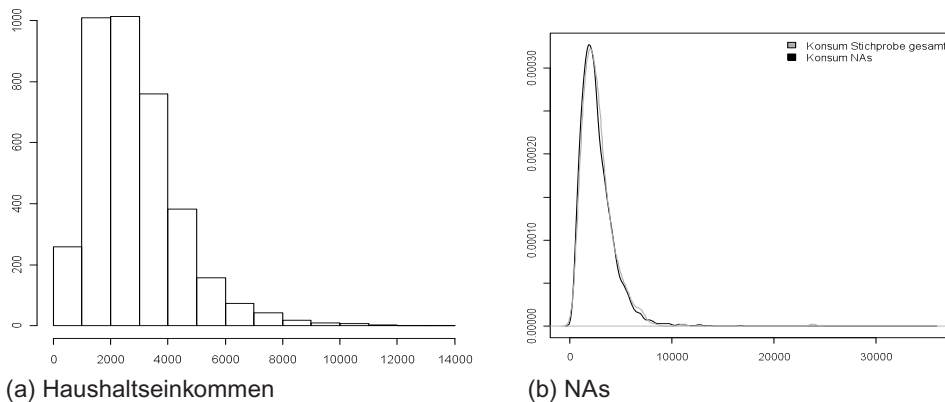 1000
800
600
400
200
0
0 2000 4000 6000 8000 10000 12000 14000
(a) Haushaltseinkommen
Konsum Stichprobe gesamt
Konsum NAs
0.00030
0.00020
0.00010
0.00000
0 10000 20000 30000
(b) NAs